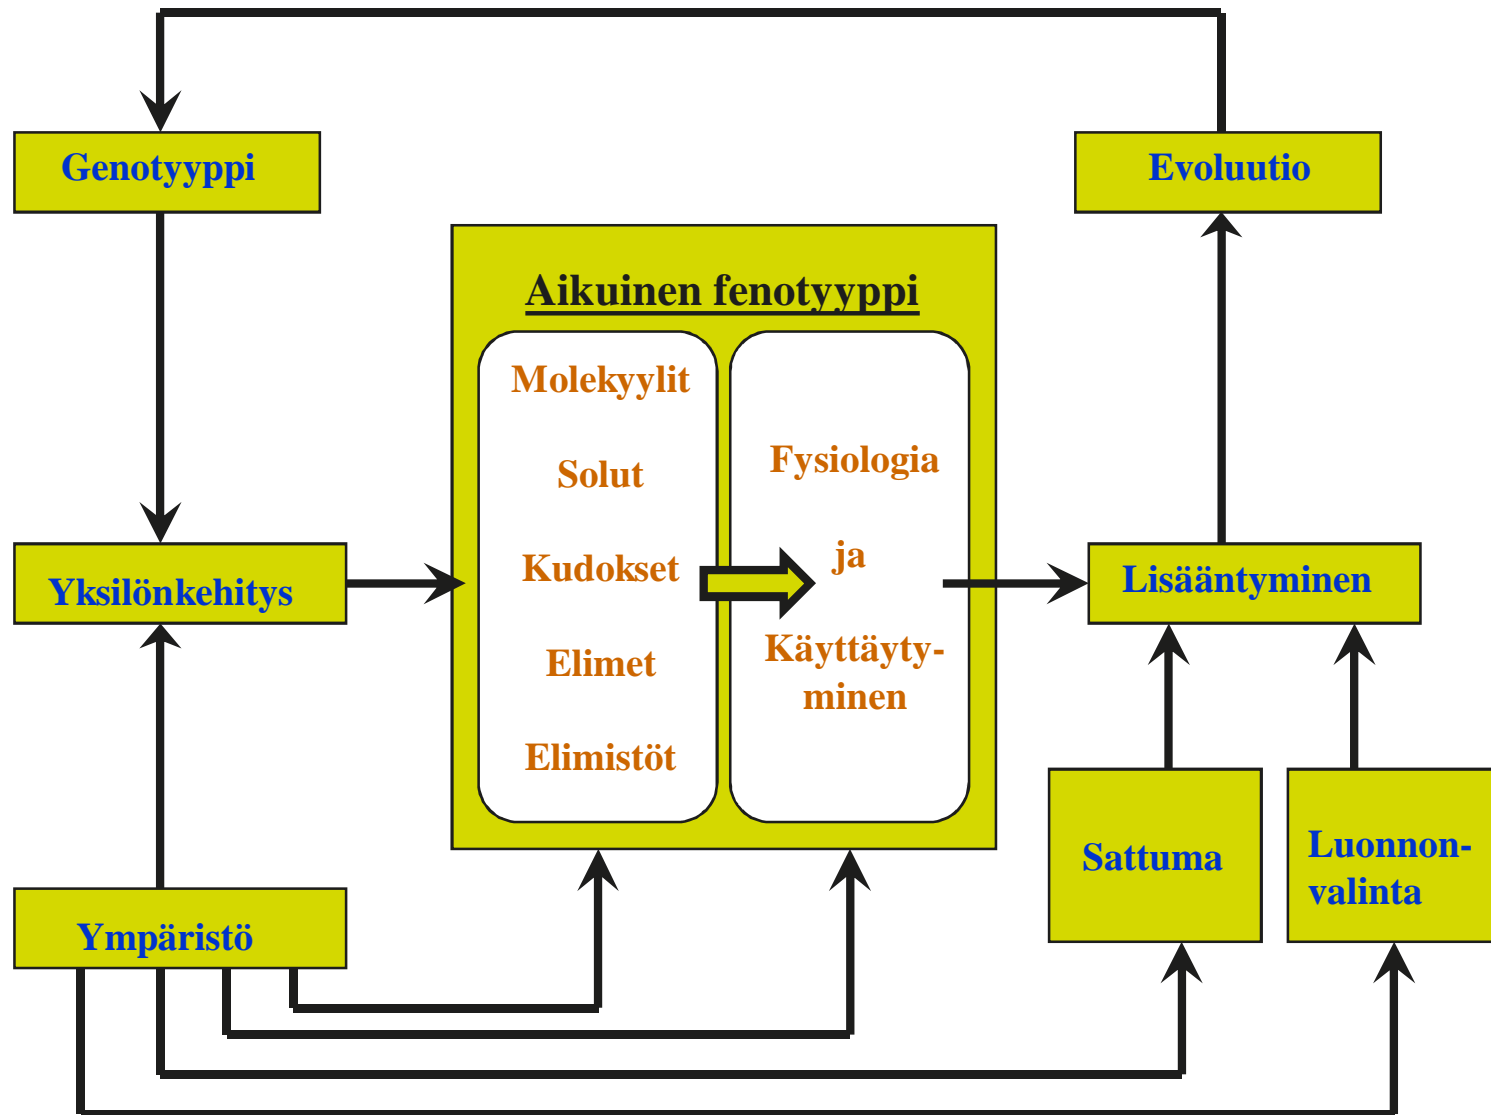 Genotyyppi
Evoluutio
Aikuinen fenotyyppi
Molekyylit
Solut
Kudokset
Elimet
Elimistöt
Fysiologia
ja
Käyttäyty-
minen
Yksilönkehitys
Lisääntyminen
Sattuma
Luonnon-
valinta
Ympäristö